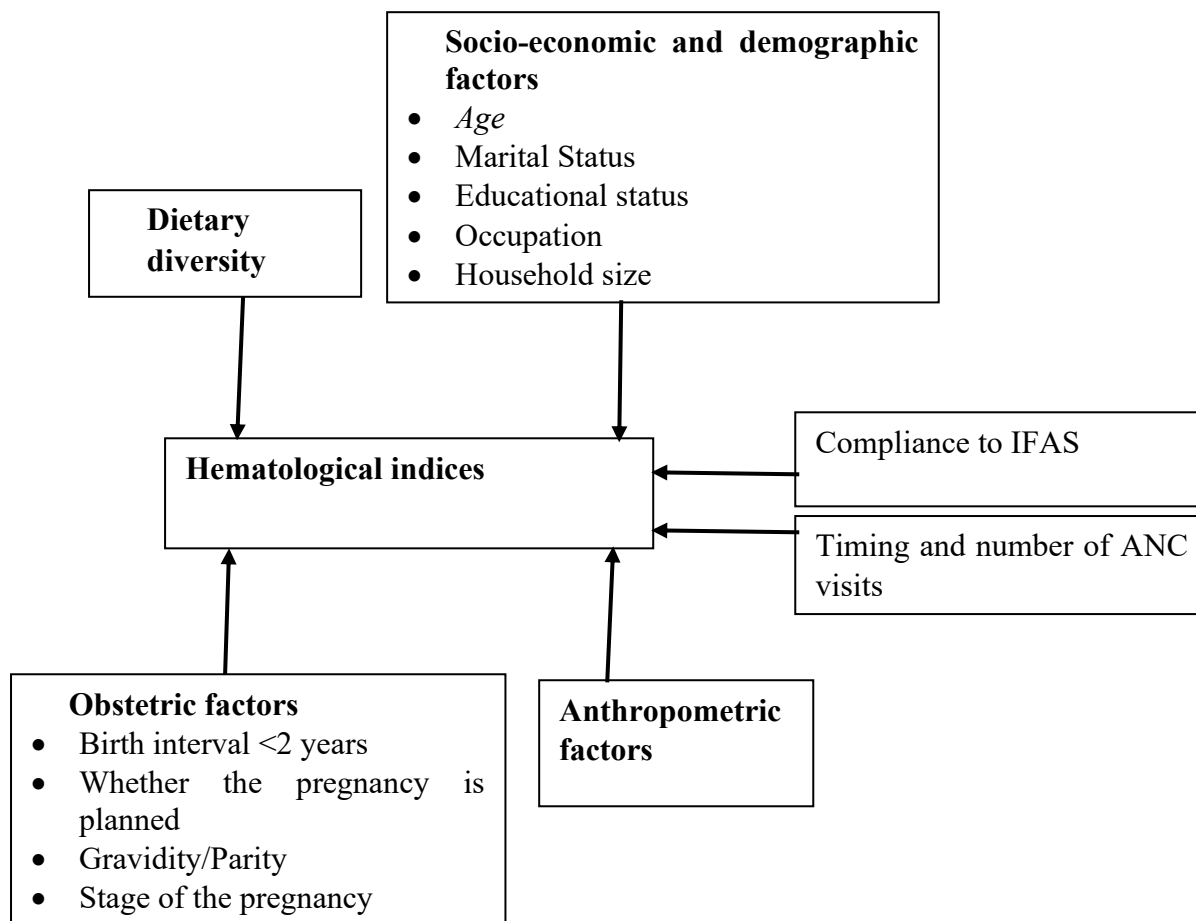 Socio-economic and demographic
factors
• Age
• Marital Status
• Educational status
• Occupation
• Household size
Dietary
diversity
Hematological indices
Compliance to IFAS
Timing and number of ANC
visits
Obstetric factors
• Birth interval <2 years
• Whether the pregnancy is
planned
• Gravidity/Parity
• Stage of the pregnancy
Anthropometric
factors